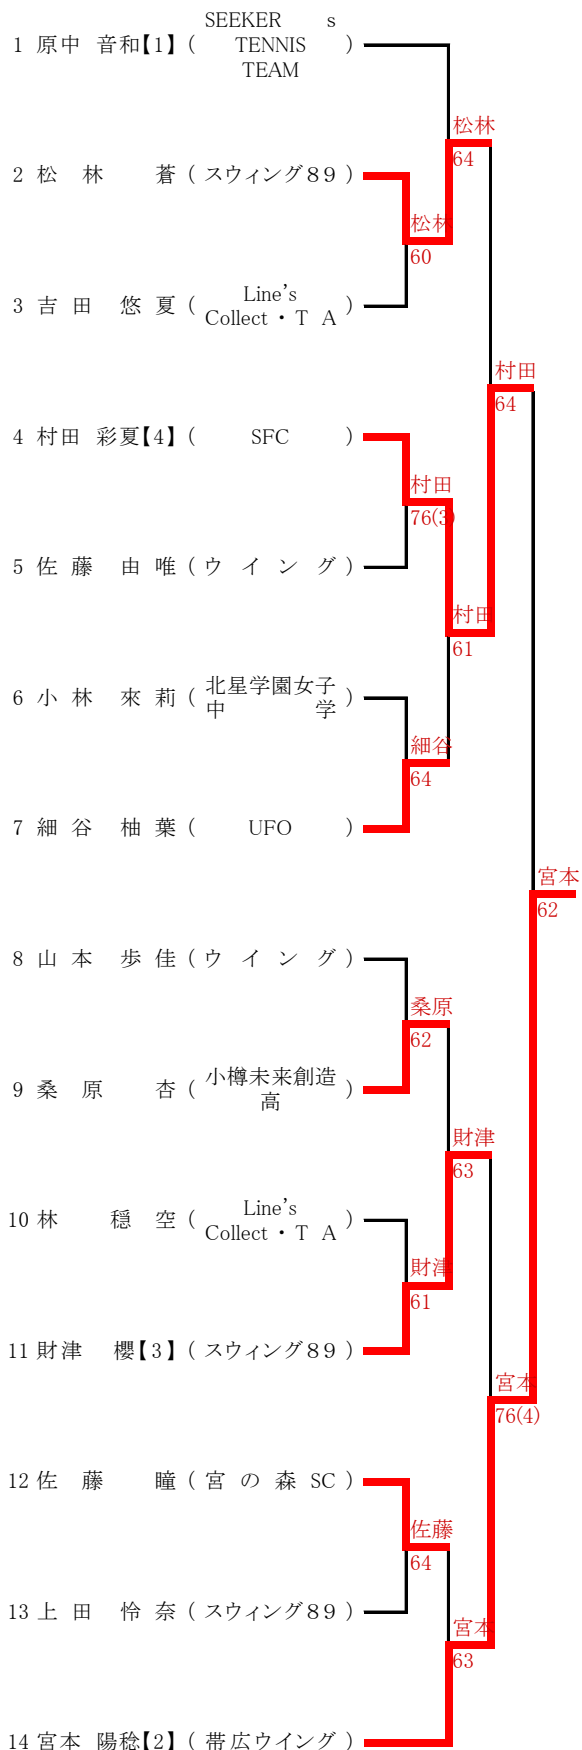 SEEKER s
1 原中 音和【1】 ( TENNIS )
TEAM
松林
64
2 松 林 蒼 ( スウィング８９ )
松林
60
3 吉 田 悠 夏 ( Line's
Collect・T A )
村田
64
4 村田 彩夏【4】 ( SFC )
村田
76(3)
5 佐 藤 由 唯 ( ウ イ ン グ )
村田
61
6 小 林 來 莉 ( 北星学園女子
中 学 )
細谷
64
7 細 谷 柚 葉 ( UFO )
宮本
62
8 山 本 歩 佳 ( ウ イ ン グ )
桑原
62
9 桑 原 杏 ( 小樽未来創造
高 )
財津
63
10 林 穏 空 ( Line's
Collect・T A )
財津
61
11 財津 櫻【3】 ( スウィング８９ )
宮本
76(4)
12 佐 藤 瞳 ( 宮 の 森 SC )
佐藤
64
13 上 田 怜 奈 ( スウィング８９ )
宮本
63
14 宮本 陽稔【2】 ( 帯広ウイング )